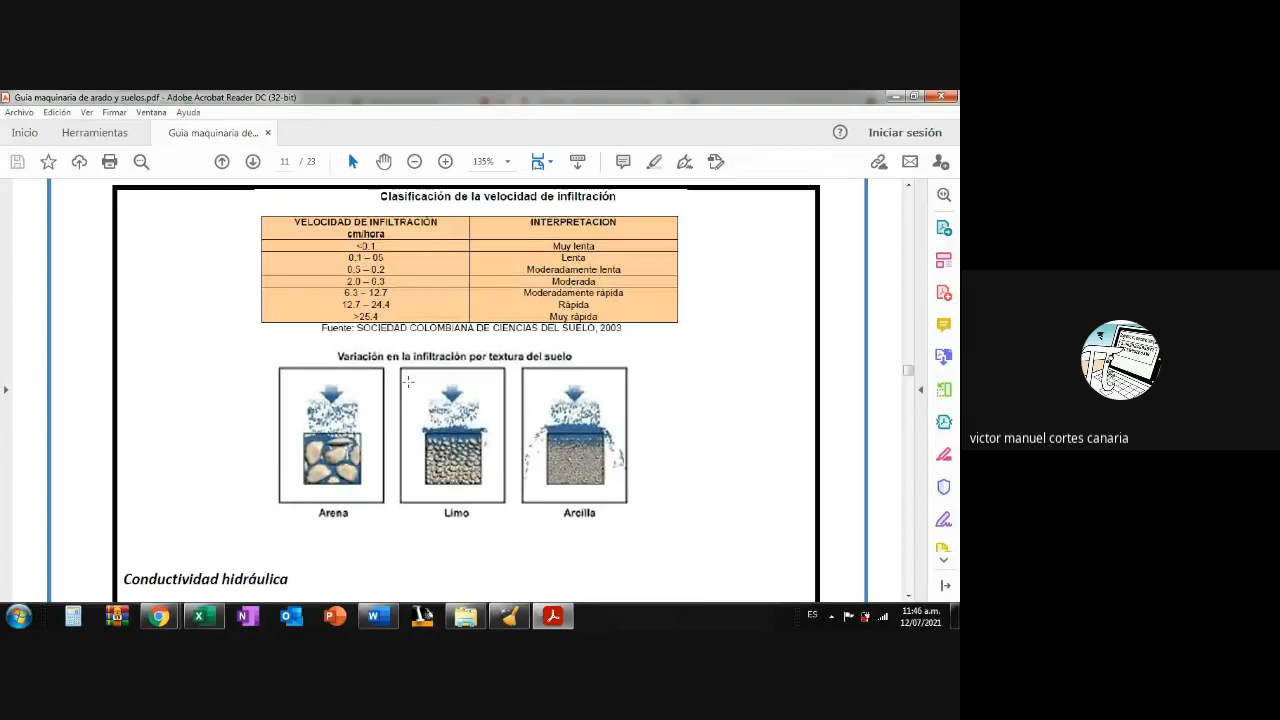 Guia maquinaria de arado y suelos.pdf - Adobe Acrobat Reader DC (32-bit)
Archivo Edición Ver Firmar Ventana Ayuda
Inicio Herramientas Guia maquinaria de... × Iniciar sesión
11 / 23 135%
Clasificación de la velocidad de infiltración
VELOCIDAD DE INFILTRACIÓN INTERPRETACION
cm/hora
<0.1 Muy lenta
0.1 – 05 Lenta
0.5 – 0.2 Moderadamente lenta
2.0 – 6.3 Moderada
6.3 – 12.7 Moderadamente rápida
12.7 – 24.4 Rápida
>25.4 Muy rápida
Fuente: SOCIEDAD COLOMBIANA DE CIENCIAS DEL SUELO, 2003
Variación en la infiltración por textura del suelo
Arena Limo Arcilla
Conductividad hidráulica
victor manuel cortes canaria
ES 11:46 a.m.
12/07/2021